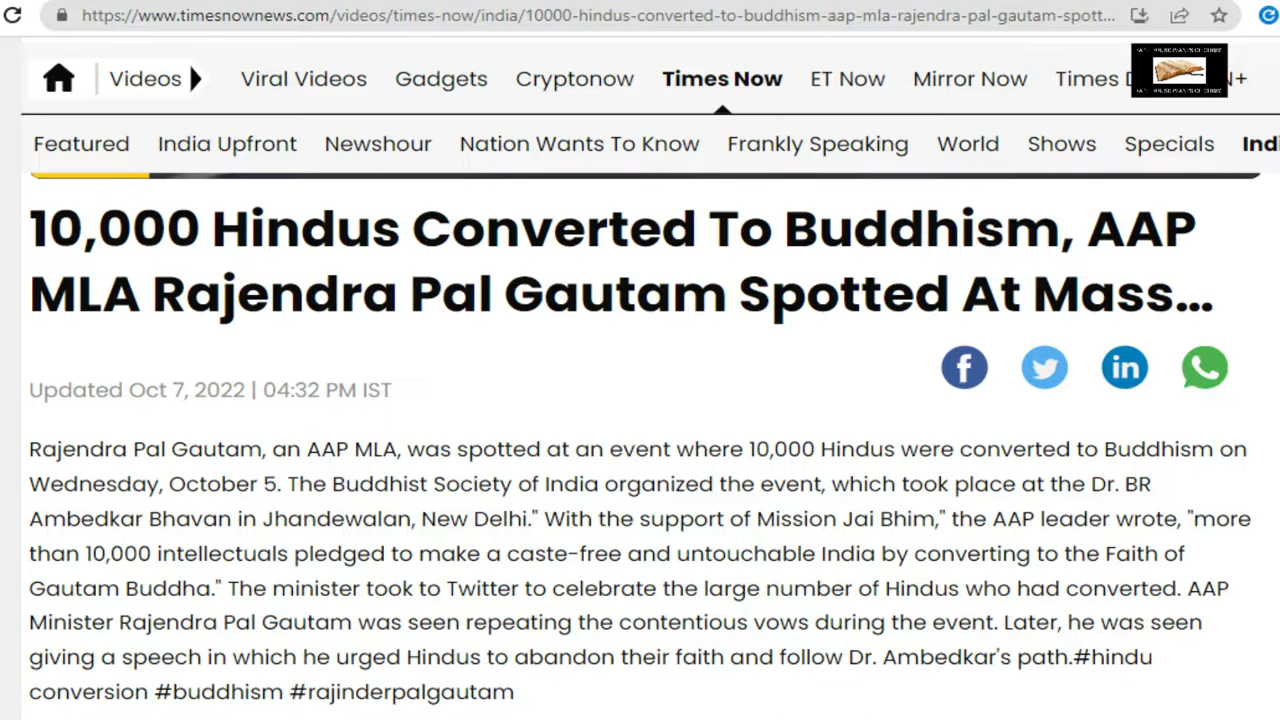 https://www.timesnownews.com/videos/times-now/india/10000-hindus-converted-to-buddhism-aap-mla-rajendra-pal-gautam-spott...
Videos Viral Videos Gadgets Cryptonow Times Now ET Now Mirror Now Times
Featured India Upfront Newshour Nation Wants To Know Frankly Speaking World Shows Specials Indi
10,000 Hindus Converted To Buddhism, AAP
MLA Rajendra Pal Gautam Spotted At Mass...
Updated Oct 7, 2022 | 04:32 PM IST
Rajendra Pal Gautam, an AAP MLA, was spotted at an event where 10,000 Hindus were converted to Buddhism on
Wednesday, October 5. The Buddhist Society of India organized the event, which took place at the Dr. BR
Ambedkar Bhavan in Jhandewalan, New Delhi." With the support of Mission Jai Bhim," the AAP leader wrote, "more
than 10,000 intellectuals pledged to make a caste-free and untouchable India by converting to the Faith of
Gautam Buddha." The minister took to Twitter to celebrate the large number of Hindus who had converted. AAP
Minister Rajendra Pal Gautam was seen repeating the contentious vows during the event. Later, he was seen
giving a speech in which he urged Hindus to abandon their faith and follow Dr. Ambedkar's path.#hindu
conversion #buddhism #rajinderpalgautam